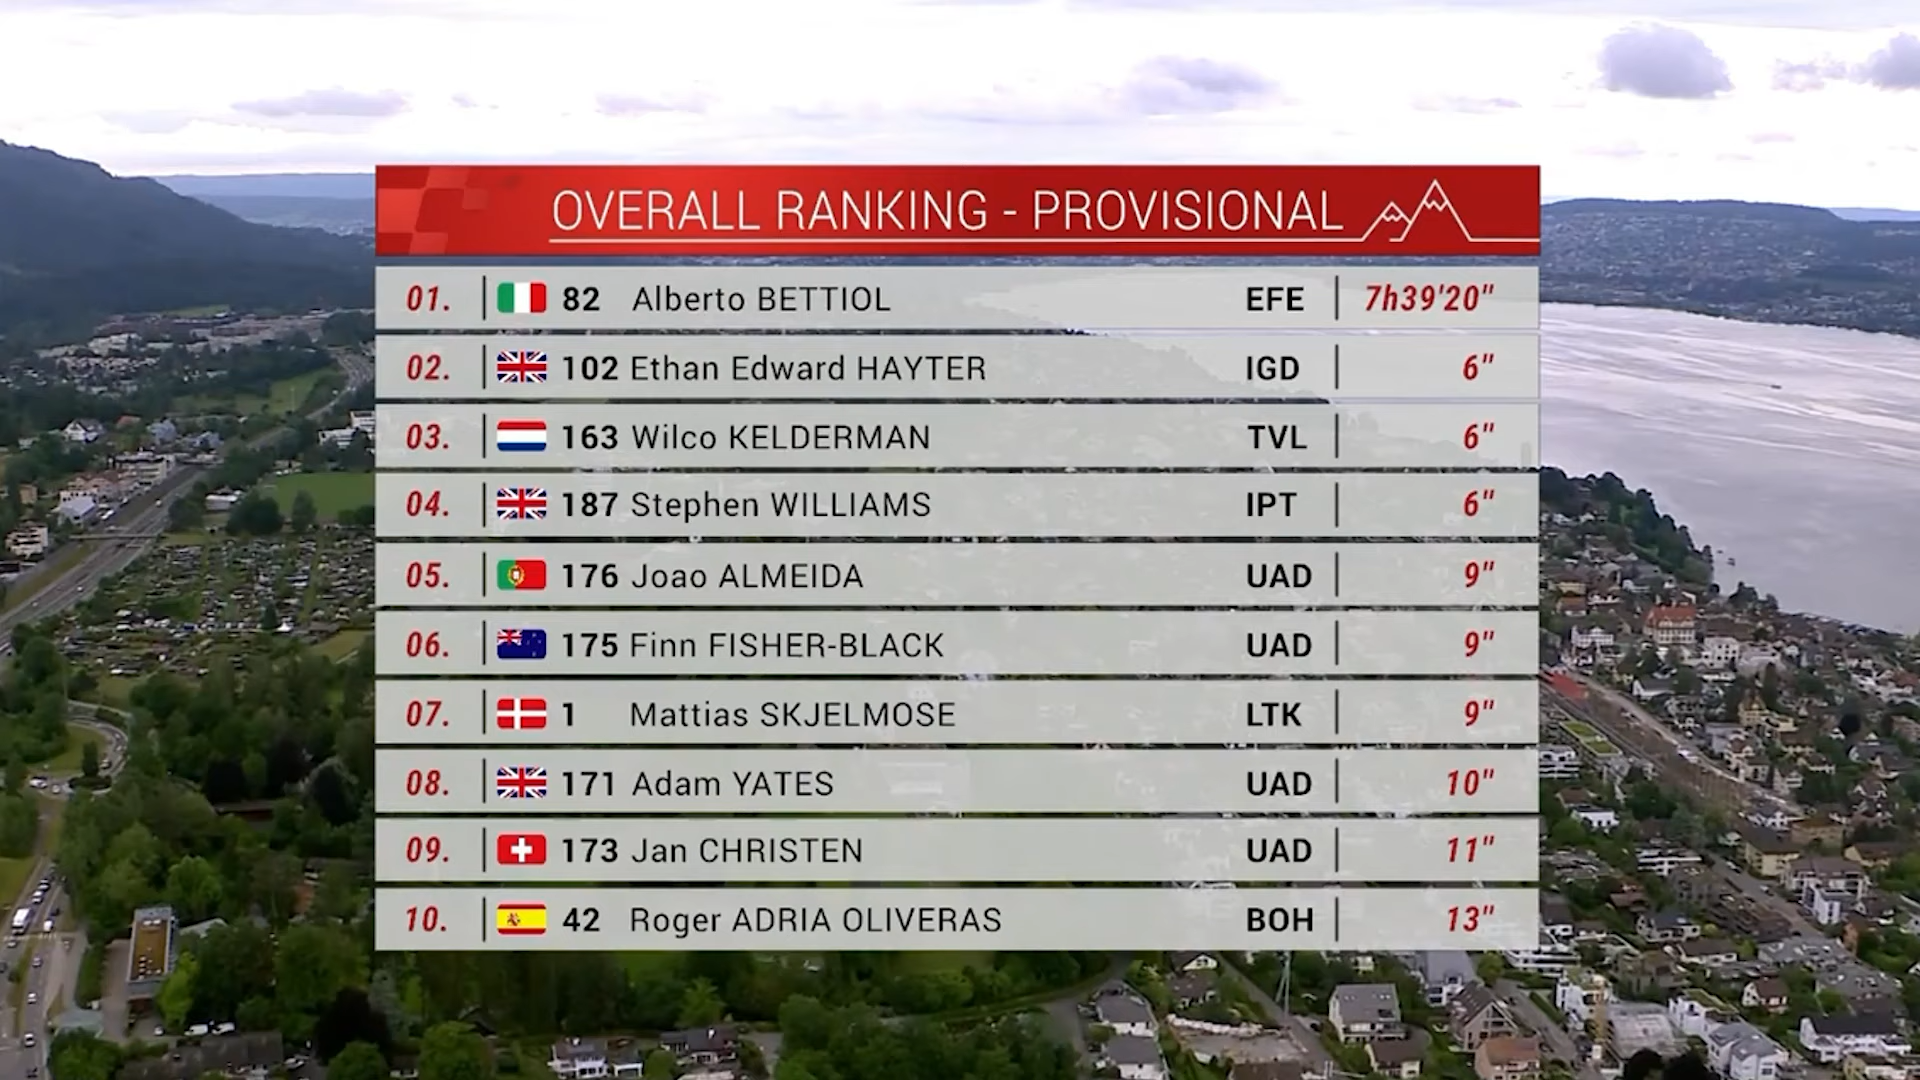 OVERALL RANKING - PROVISIONAL
01. 82 Alberto BETTIOL EFE 7h39'20"
02. 102 Ethan Edward HAYTER IGD 6"
03. 163 Wilco KELDERMAN TVL 6"
04. 187 Stephen WILLIAMS IPT 6"
05. 176 Joao ALMEIDA UAD 9"
06. 175 Finn FISHER-BLACK UAD 9"
07. 1 Mattias SKJELMOSE LTK 9"
08. 171 Adam YATES UAD 10"
09. 173 Jan CHRISTEN UAD 11"
10. 42 Roger ADRIA OLIVERAS BOH 13"